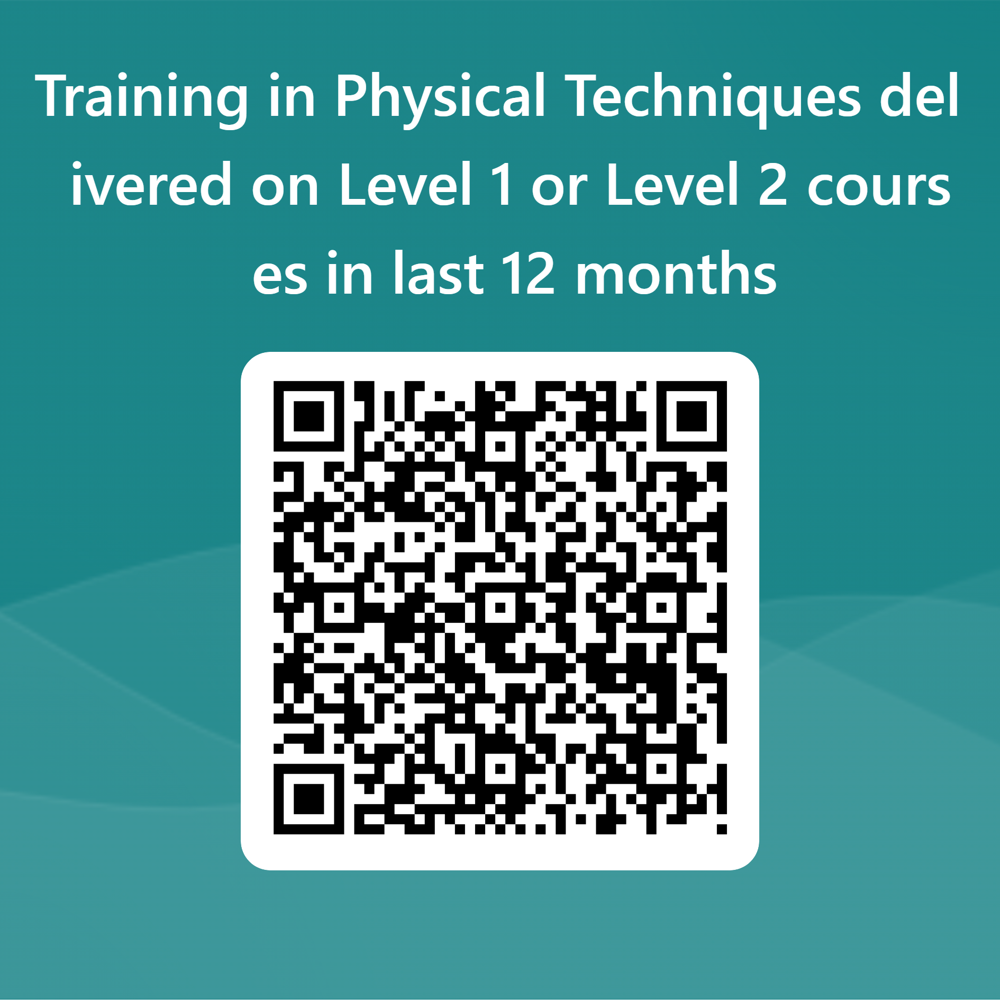 Training in Physical Techniques del
ivered on Level 1 or Level 2 cours
es in last 12 months